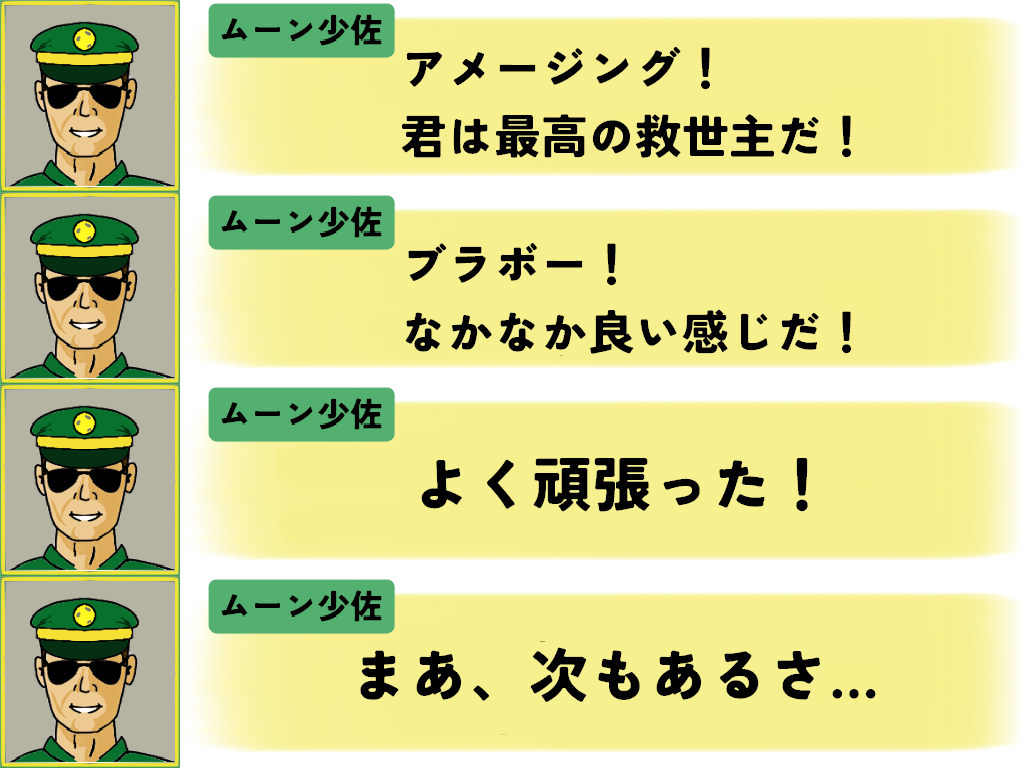 ムーン少佐
アメージング！
君は最高の救世主だ！
ムーン少佐
ブラボー！
なかなか良い感じだ！
ムーン少佐
よく頑張った！
ムーン少佐
まあ、次もあるさ...